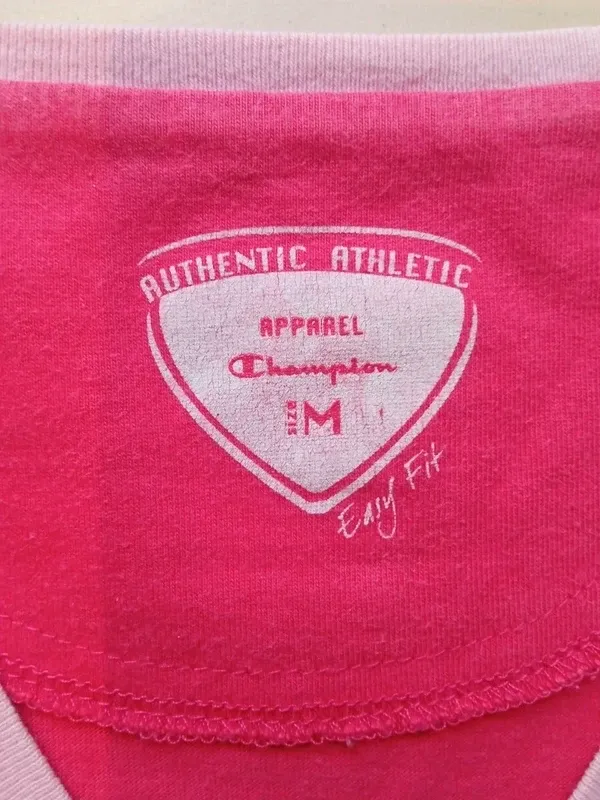 AUTHENTIC ATHLETIC
APPAREL
Champion
SIZE M
Easy Fit